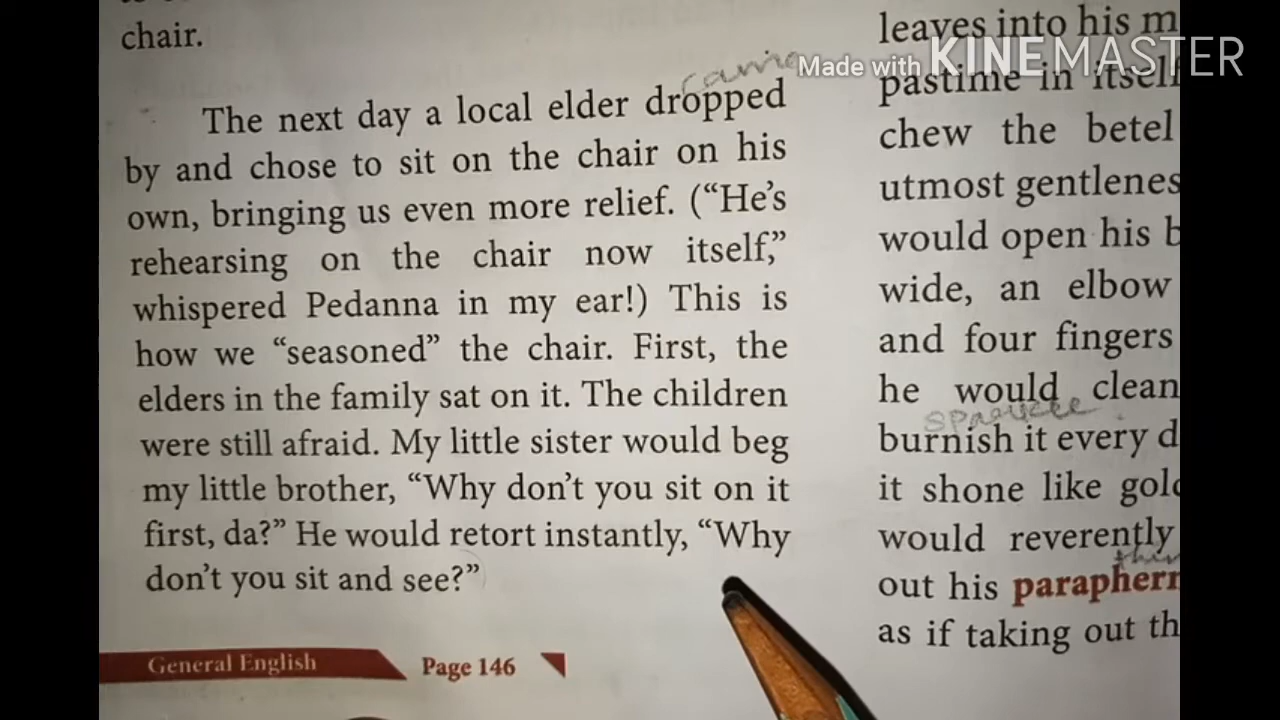 chair.
came
The next day a local elder dropped
by and chose to sit on the chair on his
own, bringing us even more relief. (“He’s
rehearsing on the chair now itself,”
whispered Pedanna in my ear!) This is
how we “seasoned” the chair. First, the
elders in the family sat on it. The children
were still afraid. My little sister would beg
my little brother, “Why don’t you sit on it
first, da?” He would retort instantly, “Why
don’t you sit and see?”
General English Page 146
Made with KINEMASTER
leaves into his m
pastime in itself
chew the betel
utmost gentlenes
would open his b
wide, an elbow
and four fingers
he would clean
burnish it every d
it shone like gol
would reverently
out his parapher
as if taking out th